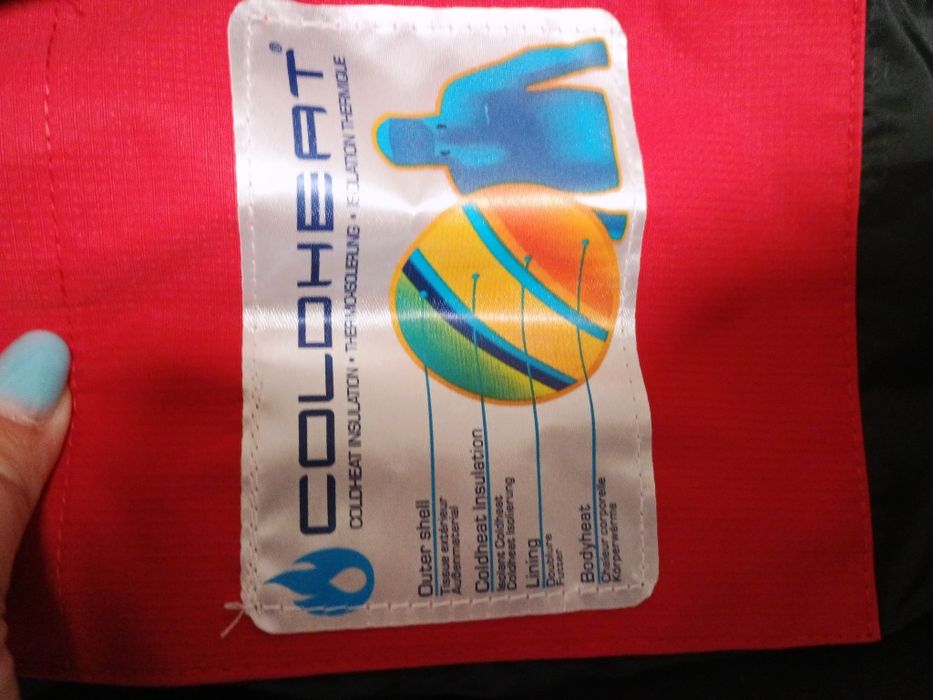 COLDHEAT®
COLDHEAT INSULATION • THERMOISOLIERUNG • ISOLATION THERMIQUE
Outer shell
Tissue extérieur
Außenmaterial
Coldheat Insulation
Isolant Coldheat
Coldheat Isolierung
Lining
Doublure
Futter
Bodyheat
Chaleur corporelle
Körperwärme